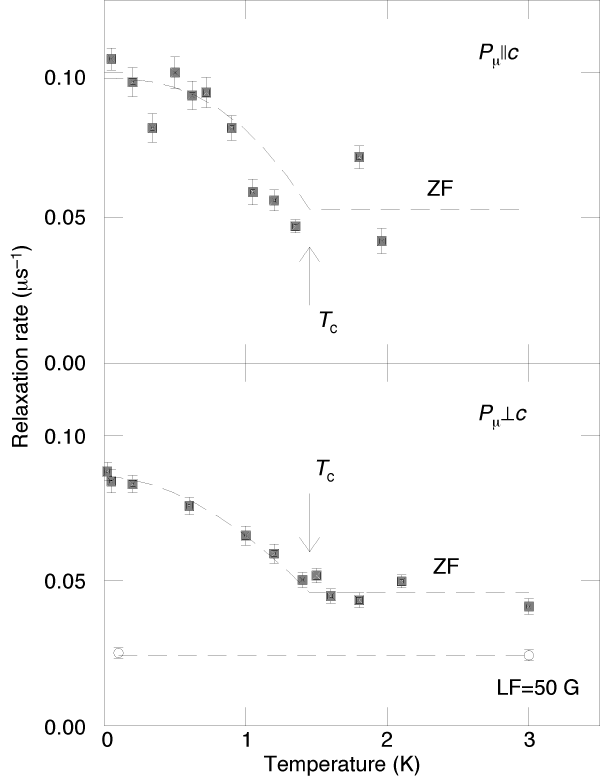 P_μ∥c
0.10
ZF
0.05
T_c
0.00
Relaxation rate (μs⁻¹)
P_μ⊥c
0.10
T_c
ZF
0.05
LF=50 G
0.00
0 1 2 3
Temperature (K)